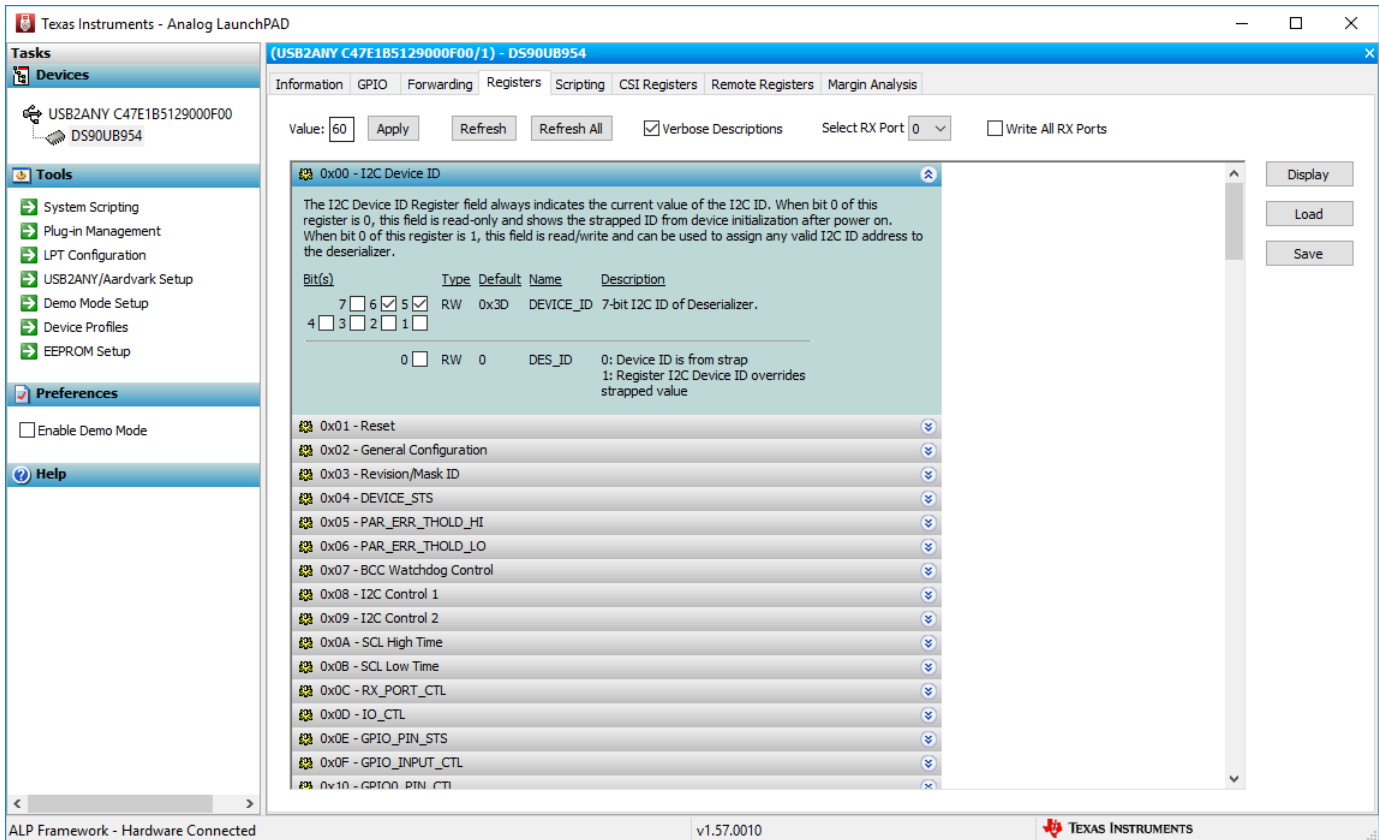 Texas Instruments - Analog LaunchPAD
Tasks
Devices
USB2ANY C47E1B5129000F00
DS90UB954
Tools
System Scripting
Plug-in Management
LPT Configuration
USB2ANY/Aardvark Setup
Demo Mode Setup
Device Profiles
EEPROM Setup
Preferences
Enable Demo Mode
Help
(USB2ANY C47E1B5129000F00/1) - DS90UB954
Information GPIO Forwarding Registers Scripting CSI Registers Remote Registers Margin Analysis
Value: 60 Apply Refresh Refresh All Verbose Descriptions Select RX Port 0 Write All RX Ports
0x00 - I2C Device ID
The I2C Device ID Register field always indicates the current value of the I2C ID. When bit 0 of this
register is 0, this field is read-only and shows the strapped ID from device initialization after power on.
When bit 0 of this register is 1, this field is read/write and can be used to assign any valid I2C ID address to
the deserializer.
Bit(s) Type Default Name Description
7 6 5 RW 0x3D DEVICE_ID 7-bit I2C ID of Deserializer.
4 3 2 1
0 RW 0 DES_ID 0: Device ID is from strap
1: Register I2C Device ID overrides
strapped value
0x01 - Reset
0x02 - General Configuration
0x03 - Revision/Mask ID
0x04 - DEVICE_STS
0x05 - PAR_ERR_THOLD_HI
0x06 - PAR_ERR_THOLD_LO
0x07 - BCC Watchdog Control
0x08 - I2C Control 1
0x09 - I2C Control 2
0x0A - SCL High Time
0x0B - SCL Low Time
0x0C - RX_PORT_CTL
0x0D - IO_CTL
0x0E - GPIO_PIN_STS
0x0F - GPIO_INPUT_CTL
0x10 - GPIO0_PIN_CTL
Display
Load
Save
ALP Framework - Hardware Connected v1.57.0010 TEXAS INSTRUMENTS